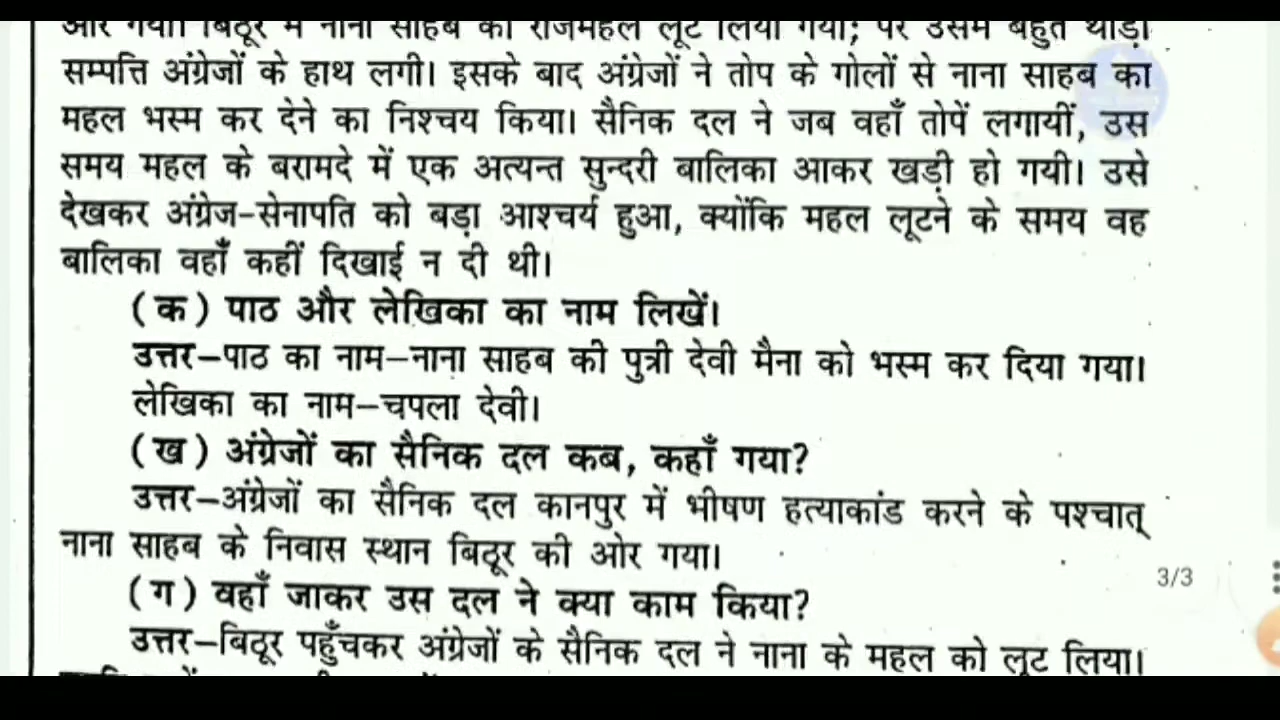 ओर गया। बिठूर में नाना साहब का राजमहल लूट लिया गया; पर उसमें बहुत थोड़ी
सम्पत्ति अंग्रेजों के हाथ लगी। इसके बाद अंग्रेजों ने तोप के गोलों से नाना साहब का
महल भस्म कर देने का निश्चय किया। सैनिक दल ने जब वहाँ तोपें लगायीं, उस
समय महल के बरामदे में एक अत्यन्त सुन्दरी बालिका आकर खड़ी हो गयी। उसे
देखकर अंग्रेज-सेनापति को बड़ा आश्चर्य हुआ, क्योंकि महल लूटने के समय वह
बालिका वहाँ कहीं दिखाई न दी थी।
(क) पाठ और लेखिका का नाम लिखें।
उत्तर–पाठ का नाम–नाना साहब की पुत्री देवी मैना को भस्म कर दिया गया।
लेखिका का नाम–चपला देवी।
(ख) अंग्रेजों का सैनिक दल कब, कहाँ गया?
उत्तर–अंग्रेजों का सैनिक दल कानपुर में भीषण हत्याकांड करने के पश्चात्
नाना साहब के निवास स्थान बिठूर की ओर गया।
3/3
(ग) वहाँ जाकर उस दल ने क्या काम किया?
उत्तर–बिठूर पहुँचकर अंग्रेजों के सैनिक दल ने नाना के महल को लूट लिया।